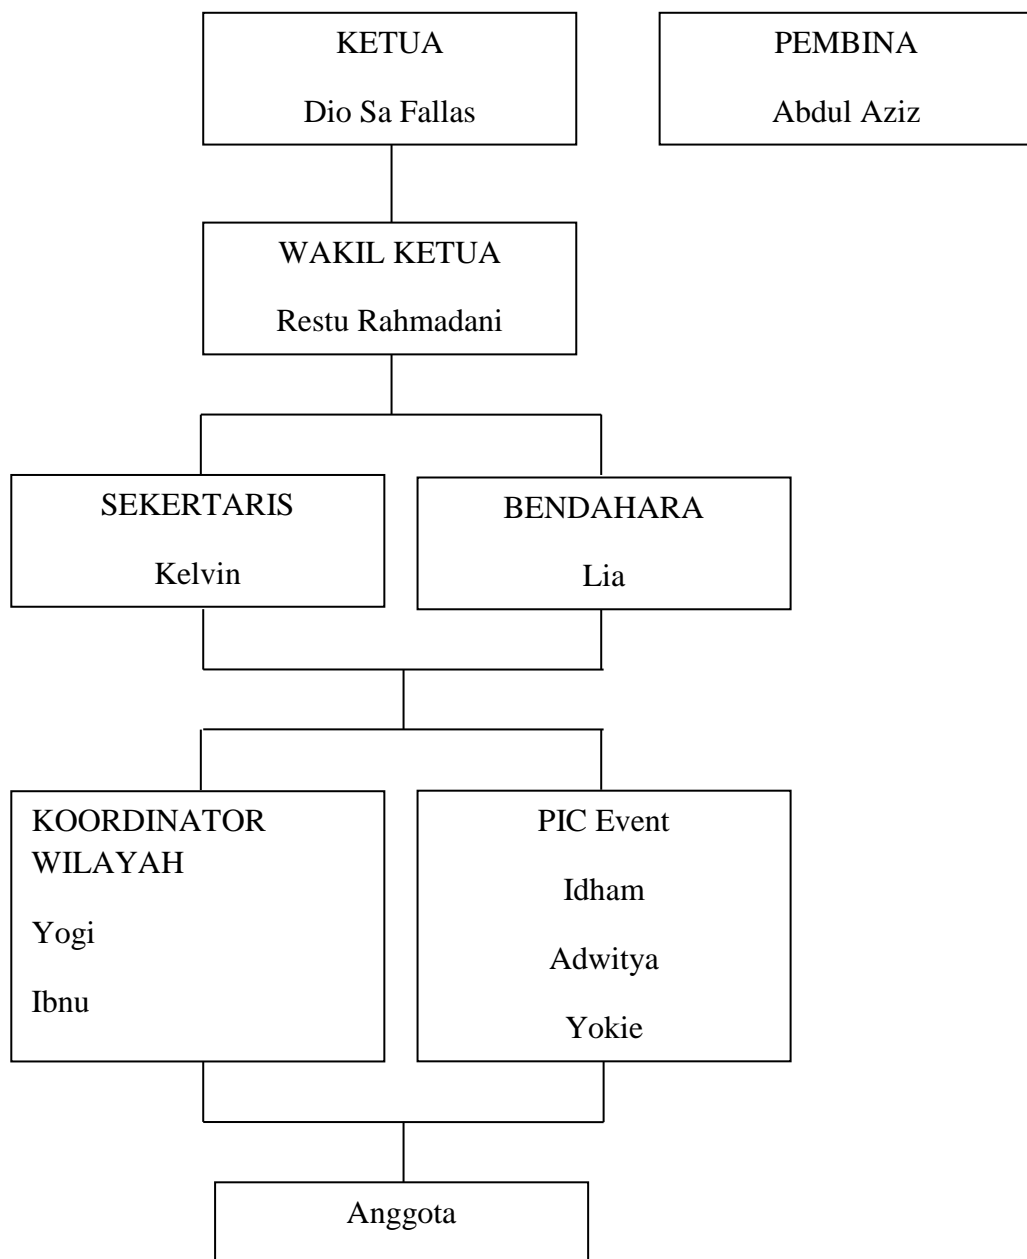 KETUA
Dio Sa Fallas
PEMBINA
Abdul Aziz
WAKIL KETUA
Restu Rahmadani
SEKERTARIS
Kelvin
BENDAHARA
Lia
KOORDINATOR
WILAYAH
Yogi
Ibnu
PIC Event
Idham
Adwitya
Yokie
Anggota